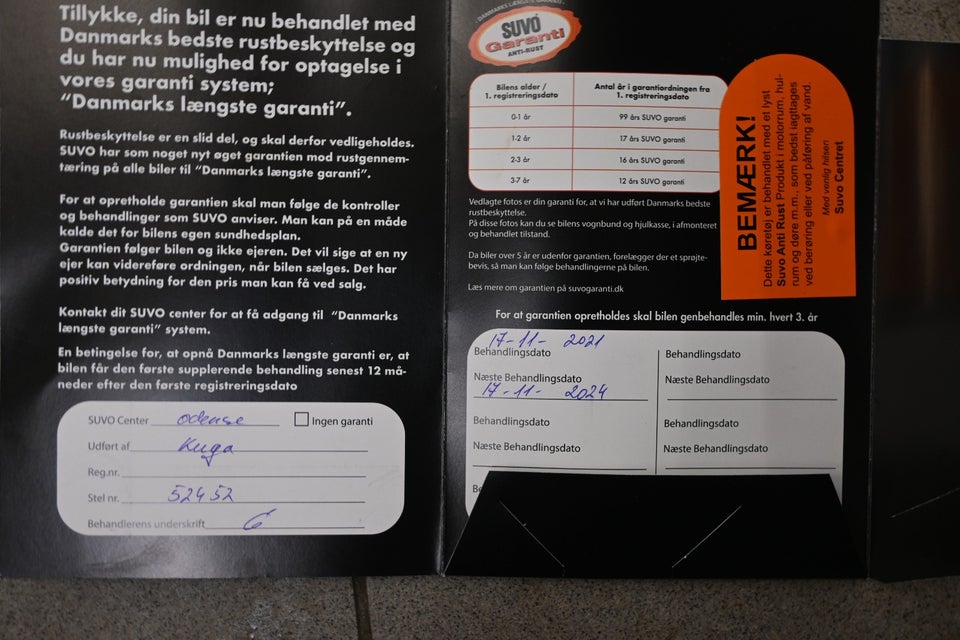 Tillykke, din bil er nu behandlet med
Danmarks bedste rustbeskyttelse og
du har nu mulighed for optagelse i
vores garanti system;
“Danmarks længste garanti”.
Rustbeskyttelse er en slid del, og skal derfor vedligeholdes.
SUVO har som noget nyt øget garantien mod rustgennem-
tæring på alle biler til “Danmarks længste garanti”.
For at opretholde garantien skal man følge de kontroller
og behandlinger som SUVO anviser. Man kan på en måde
kalde det for bilens egen sundhedsplan.
Garantien følger bilen og ikke ejeren. Det vil sige at en ny
ejer kan videreføre ordningen, når bilen sælges. Det har
positiv betydning for den pris man kan få ved salg.
Kontakt dit SUVO center for at få adgang til “Danmarks
længste garanti” system.
En betingelse for, at opnå Danmarks længste garanti er, at
bilen får den første supplerende behandling senest 12 må-
neder efter den første registreringsdato
SUVO Center odense
Ingen garanti
Udført af Kuga
Reg.nr.
Stel nr. 52452
Behandlerens underskrift
DANMARKS LÆNGSTE GARANTI
SUVO
Garanti
ANTI-RUST
Bilens alder / 1. registreringsdato
Antal år i garantiordningen fra 1. registreringsdato
0-1 år 99 års SUVO garanti
1-2 år 17 års SUVO garanti
2-3 år 16 års SUVO garanti
3-7 år 12 års SUVO garanti
Vedlagte fotos er din garanti for, at vi har udført Danmarks bedste
rustbeskyttelse.
På disse fotos kan du se bilens vognbund og hjulkasse, i afmonteret
og behandlet tilstand.
Da biler over 5 år er udenfor garantien, forelægger der et sprøjte-
bevis, så man kan følge behandlingerne på bilen.
Læs mere om garantien på suvogaranti.dk
BEMÆRK!
Dette køretøj er behandlet med et lyst
Suvo Anti Rust Produkt i motorrum, hul-
rum og døre m.m., som bedst iagttages
ved berøring eller ved påføring af vand.
Med venlig hilsen
Suvo Centret
For at garantien opretholdes skal bilen genbehandles min. hvert 3. år
17-11- 2021
Behandlingsdato
Næste Behandlingsdato
17-11- 2024
Behandlingsdato
Næste Behandlingsdato
Behandlingsdato
Næste Behandlingsdato
Behandlingsdato
Næste Behandlingsdato